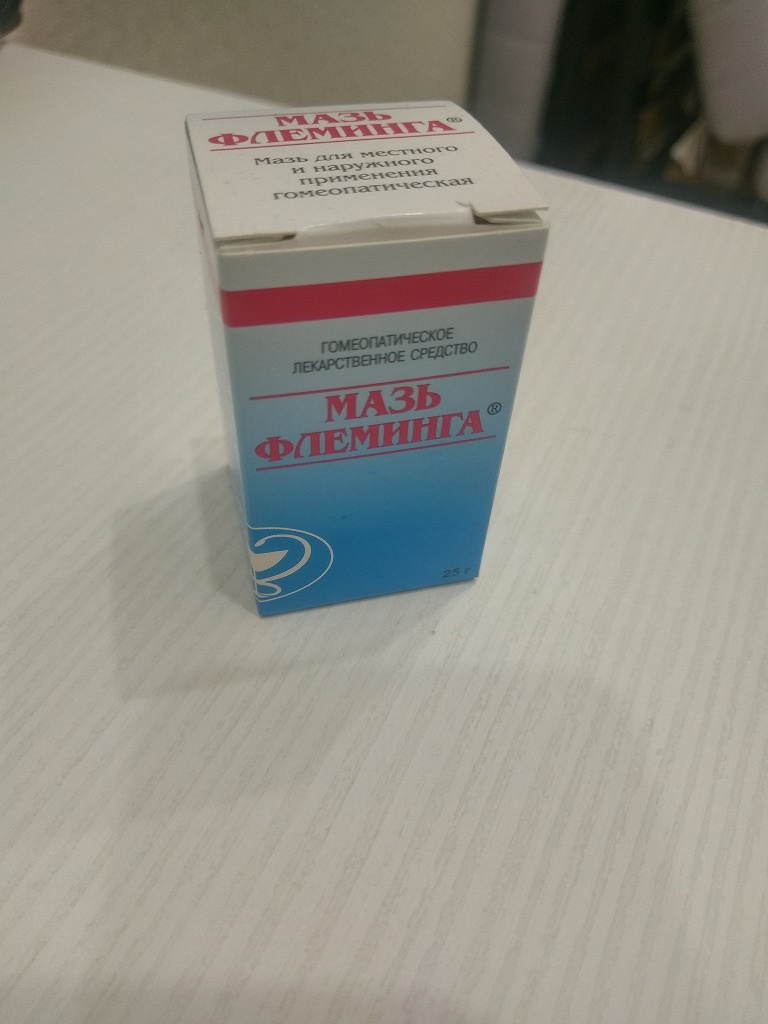 МАЗЬ
ФЛЕМИНГА®
Мазь для местного
и наружного
применения
гомеопатическая
ГОМЕОПАТИЧЕСКОЕ
ЛЕКАРСТВЕННОЕ СРЕДСТВО
МАЗЬ
ФЛЕМИНГА®
25 г